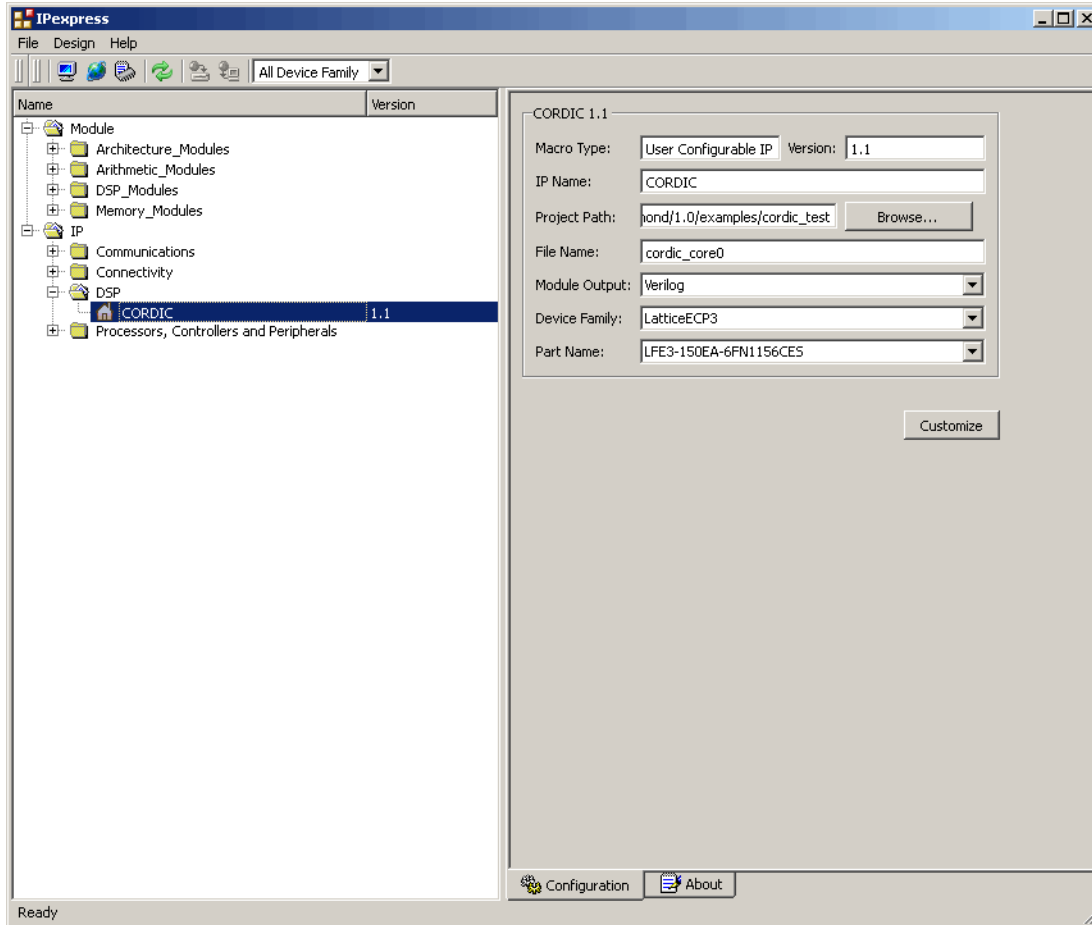 IPexpress
File Design Help
All Device Family
Name Version
Module
Architecture_Modules
Arithmetic_Modules
DSP_Modules
Memory_Modules
IP
Communications
Connectivity
DSP
CORDIC 1.1
Processors, Controllers and Peripherals
CORDIC 1.1
Macro Type: User Configurable IP Version: 1.1
IP Name: CORDIC
Project Path: nond/1.0/examples/cordic_test Browse...
File Name: cordic_core0
Module Output: Verilog
Device Family: LatticeECP3
Part Name: LFE3-150EA-6FN1156CES
Customize
Configuration About
Ready